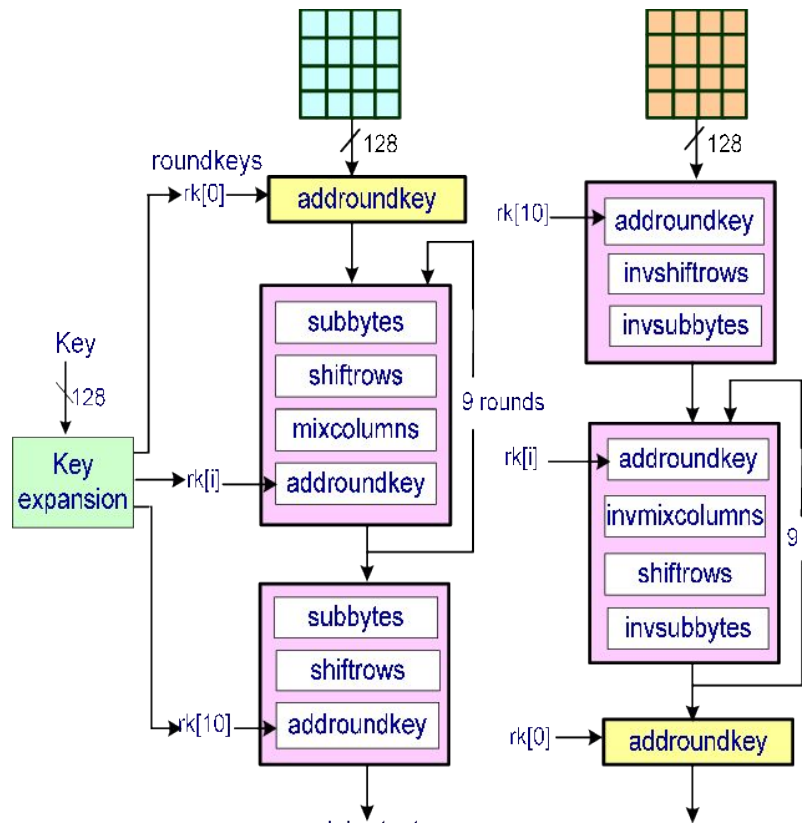 128
roundkeys
rk[0]
addroundkey
subbytes
shiftrows
mixcolumns
addroundkey
9 rounds
Key
128
Key
expansion
rk[i]
subbytes
shiftrows
addroundkey
rk[10]
128
rk[10]
addroundkey
invshiftrows
invsubbytes
rk[i]
addroundkey
invmixcolumns
shiftrows
invsubbytes
9
rk[0]
addroundkey